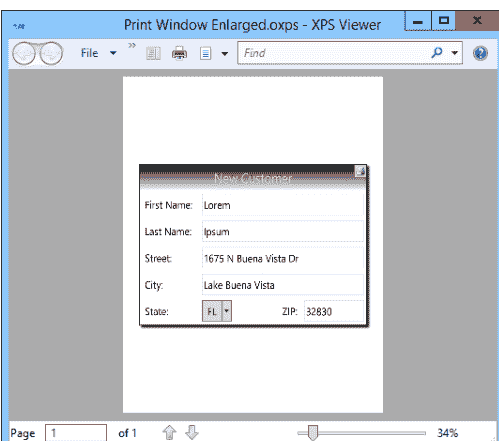 Print Window Enlarged.oxps - XPS Viewer
File Find
New Customer
First Name: Lorem
Last Name: Ipsum
Street: 1675 N Buena Vista Dr
City: Lake Buena Vista
State: FL ZIP: 32830
Page 1 of 1 34%